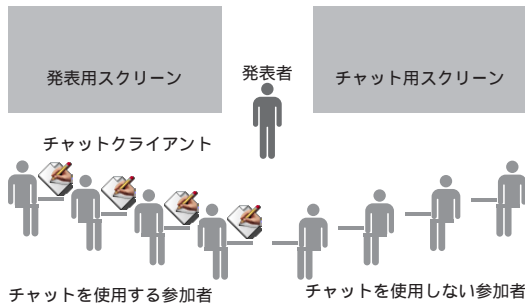 発表用スクリーン
発表者
チャット用スクリーン
チャットクライアント
チャットを使用する参加者
チャットを使用しない参加者